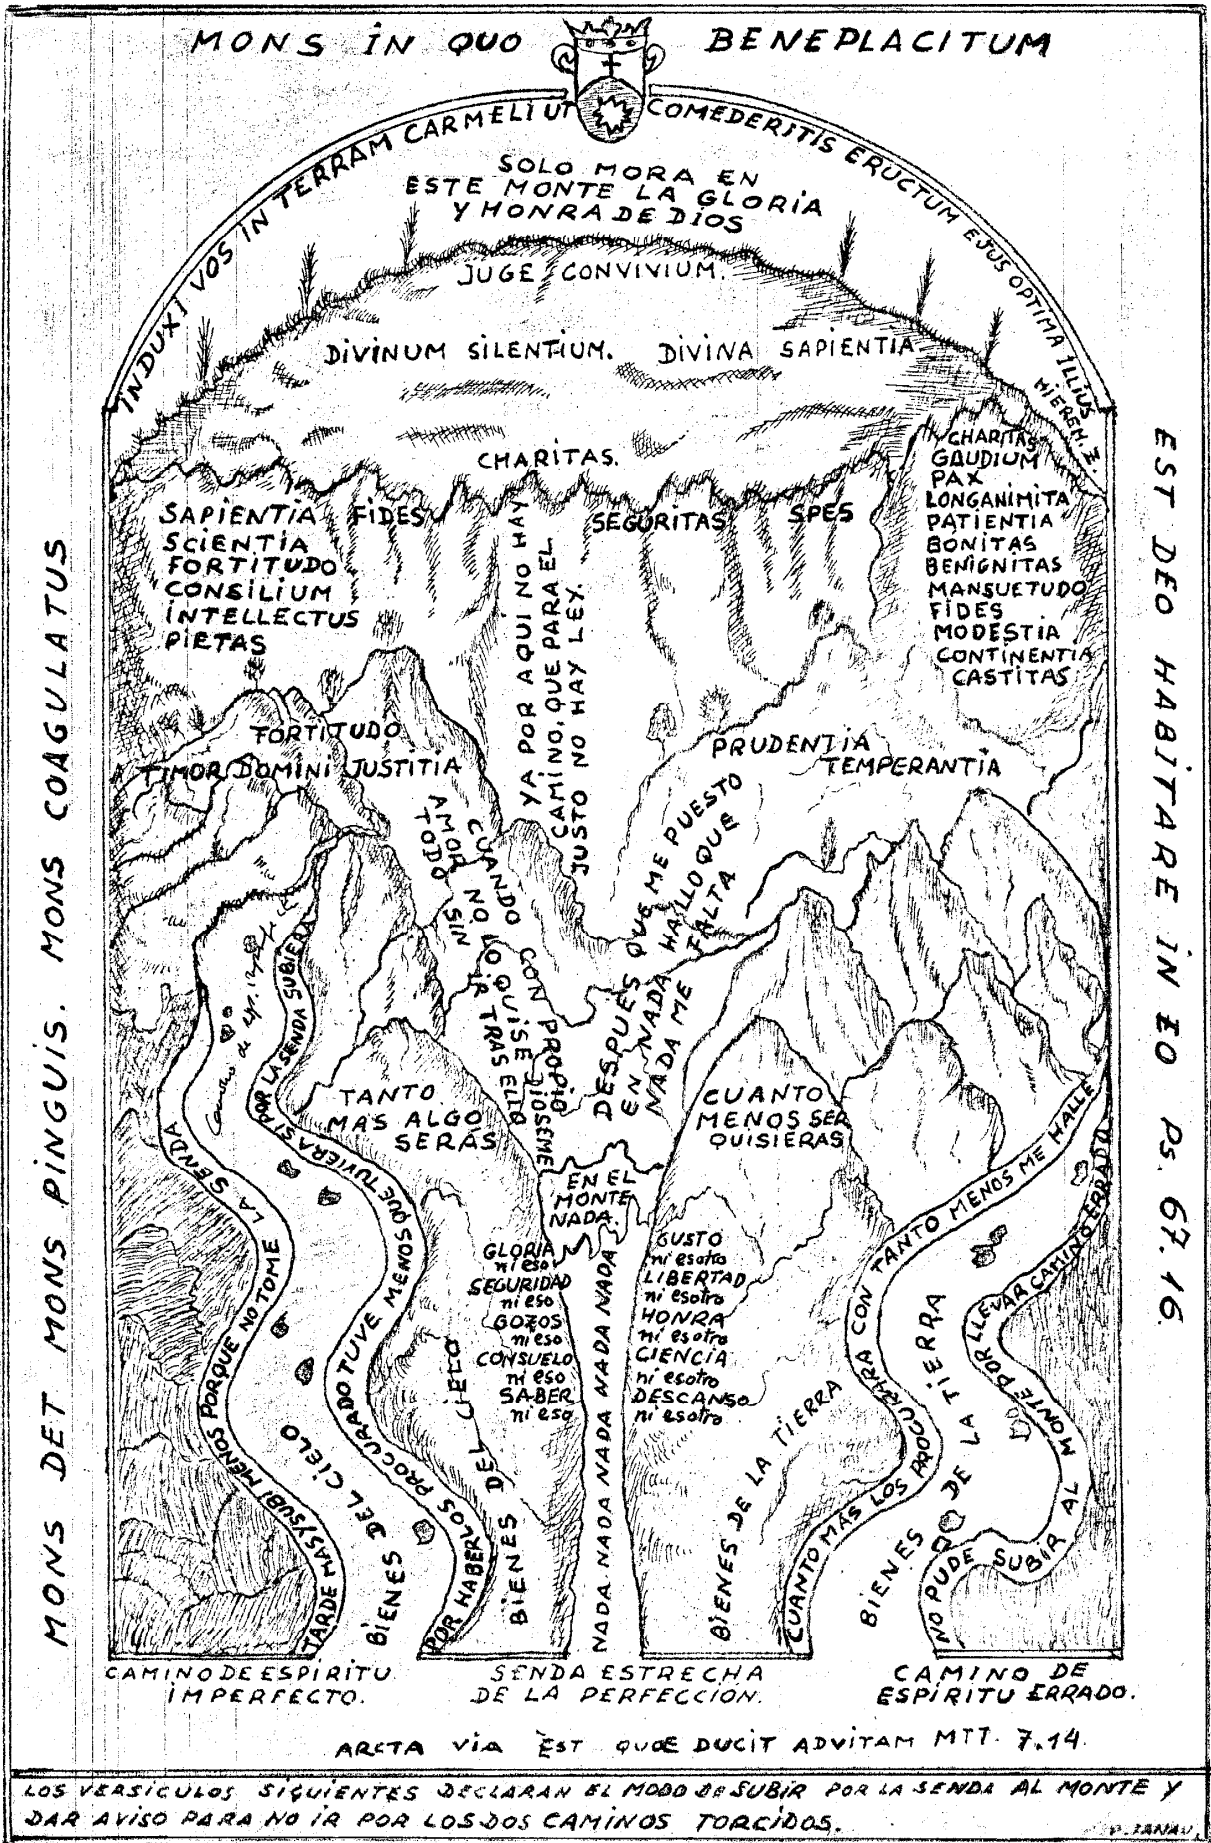 MONS IN QUO BENEPLACITUM
INDUXI VOS IN TERRAM CARMELI UT COMEDERITIS ERUCTUM EJUS OPTIMA ILLIUS
HIEREM. 2.
SOLO MORA EN
ESTE MONTE LA GLORIA
Y HONRA DE DIOS
JUGE CONVIVIUM.
DIVINUM SILENTIUM. DIVINA SAPIENTIA
CHARITAS.
SAPIENTIA
SCIENTIA
FORTITUDO
CONSILIUM
INTELLECTUS
PIETAS
FIDES
SEGURITAS
SPES
CHARITAS
GAUDIUM
PAX
LONGANIMITA
PATIENTIA
BONITAS
BENIGNITAS
MANSUETUDO
FIDES
MODESTIA
CONTINENTIA
CASTITAS
YA POR AQUI NO HAY
CAMINO, QUE PARA EL
JUSTO NO HAY LEX.
FORTITUDO
TIMOR DOMINI JUSTITIA
PRUDENTIA
TEMPERANTIA
CUANDO CON PROPIO
AMOR NO LO QUISE DIOSEME
TODO SIN IR TRAS ELLO
DESPUES QUE ME PUESTO
EN NADA HALLO QUE
NADA ME FALTA
TANTO
MAS ALGO
SERAS
CUANTO
MENOS SER
QUISIERAS
EN EL
MONTE
NADA.
GLORIA
ni eso
SEGURIDAD
ni eso
GOZOS
ni eso
CONSUELO
ni eso
SABER
ni eso
GUSTO
ni esotro
LIBERTAD
ni esotro
HONRA
ni esotro
CIENCIA
ni esotro
DESCANSO
ni esotro
NADA NADA NADA NADA NADA NADA
TARDE MAS Y SUBI MENOS PORQUE NO TOME LA SENDA
Camino de
BIENES DEL CIELO
POR HABERLOS PROCURADO TUVE MENOS QUE TUVIERA SI POR LA SENDA SUBIERA
BIENES DEL CIELO
BIENES DE LA TIERRA
CUANTO MÁS LOS PROCURARA CON TANTO MENOS ME HALLE
BIENES DE LA TIERRA
NO PUDE SUBIR AL MONTE POR LLEVAR CAMINO ERRADO
MONS DET MONS PINGUIS. MONS COAGULATUS
EST DEO HABITARE IN EO PS. 67.16.
CAMINO DE ESPIRITU
IMPERFECTO.
SENDA ESTRECHA
DE LA PERFECCION.
CAMINO DE
ESPIRITU ERRADO.
ARCTA VIA EST QUOE DUCIT ADVITAM MTT. 7.14.
LOS VERSICULOS SIGUIENTES DECLARAN EL MODO DE SUBIR POR LA SENDA AL MONTE Y
DAR AVISO PARA NO IR POR LOS DOS CAMINOS TORCIDOS.